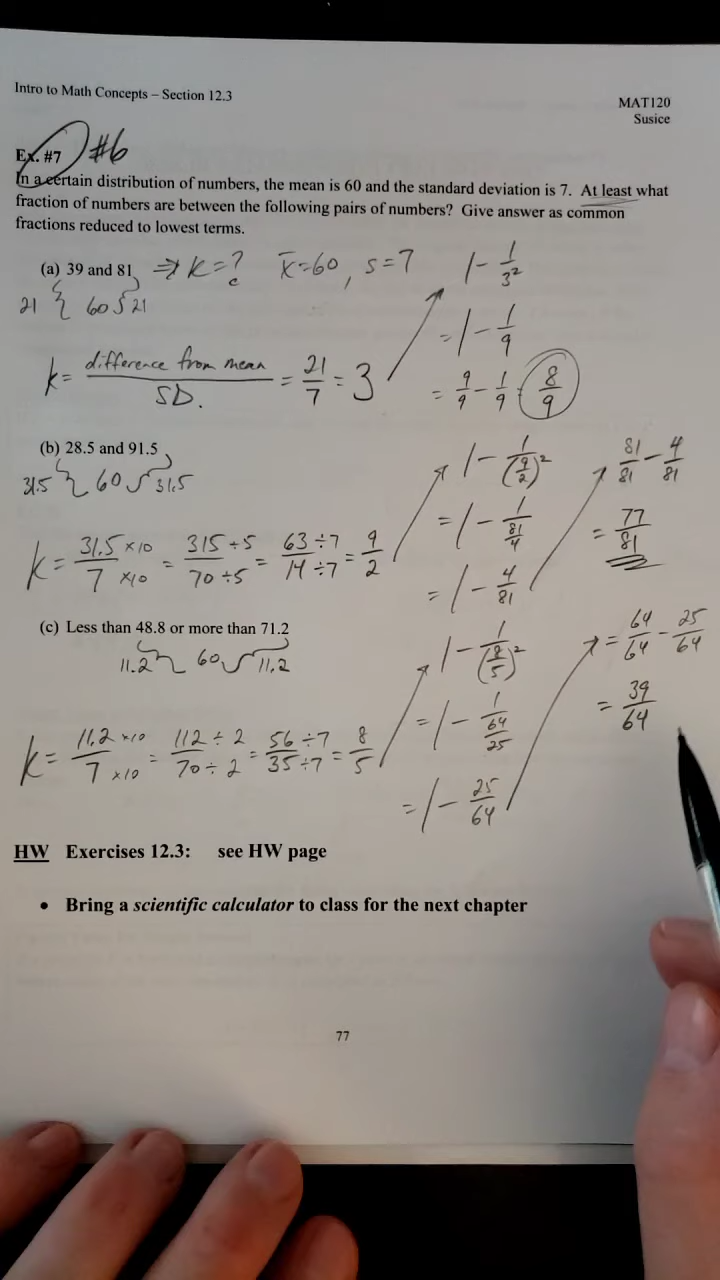 Intro to Math Concepts – Section 12.3
MAT120
Susice
Ex. #7 #6
In a certain distribution of numbers, the mean is 60 and the standard deviation is 7. At least what
fraction of numbers are between the following pairs of numbers? Give answer as common
fractions reduced to lowest terms.
(a) 39 and 81 ⇒ k=? x̄=60, s=7
21 { 60 } 21
k = difference from mean / SD. = 21/7 = 3
1 - 1/3²
= 1 - 1/9
= 9/9 - 1/9 = 8/9
(b) 28.5 and 91.5
31.5 { 60 } 31.5
k = 31.5 ×10 / 7 ×10 = 315 ÷5 / 70 ÷5 = 63 ÷7 / 14 ÷7 = 9/2
1 - 1/(9/2)²
= 1 - 1/(81/4)
= 1 - 4/81
81/81 - 4/81
= 77/81
(c) Less than 48.8 or more than 71.2
11.2 { 60 } 11.2
k = 11.2 ×10 / 7 ×10 = 112 ÷ 2 / 70 ÷ 2 = 56 ÷7 / 35 ÷7 = 8/5
1 - 1/(8/5)²
= 1 - 1/(64/25)
= 1 - 25/64
= 64/64 - 25/64
= 39/64
HW Exercises 12.3: see HW page
• Bring a scientific calculator to class for the next chapter
77